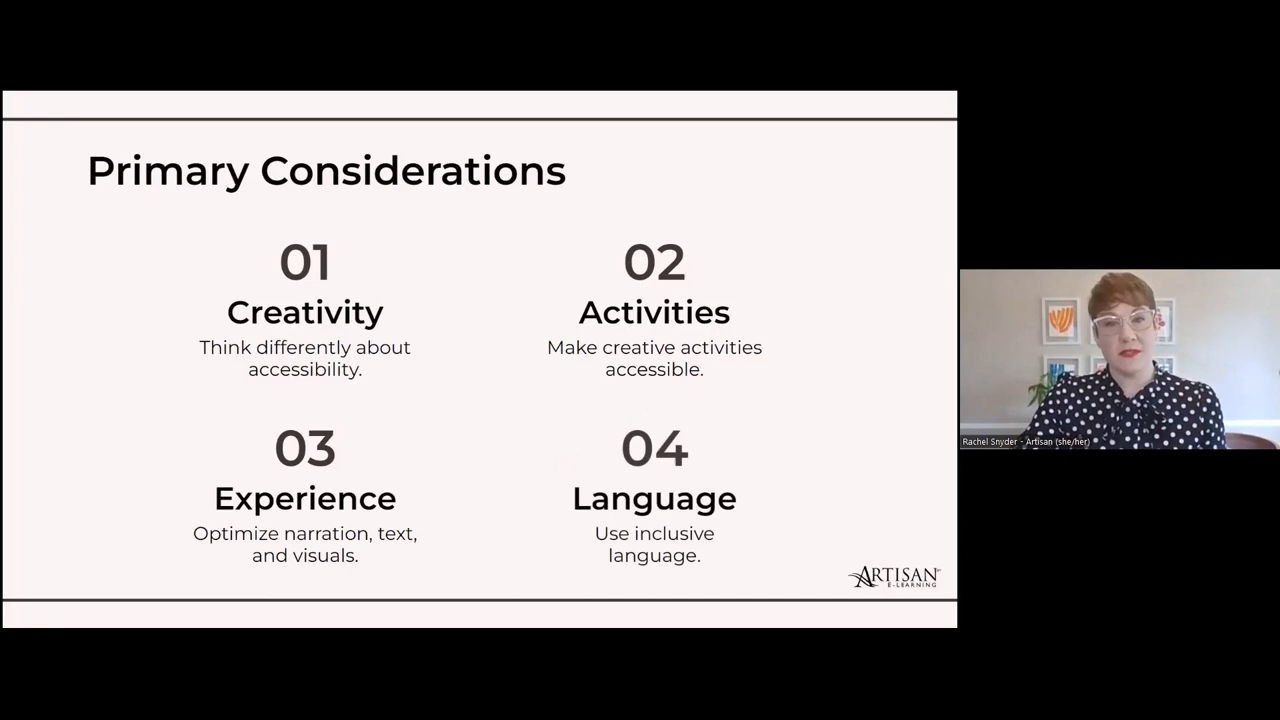 Primary Considerations
01
Creativity
Think differently about
accessibility.
02
Activities
Make creative activities
accessible.
03
Experience
Optimize narration, text,
and visuals.
04
Language
Use inclusive
language.
ARTISAN
E-LEARNING
Rachel Snyder - Artisan (she/her)